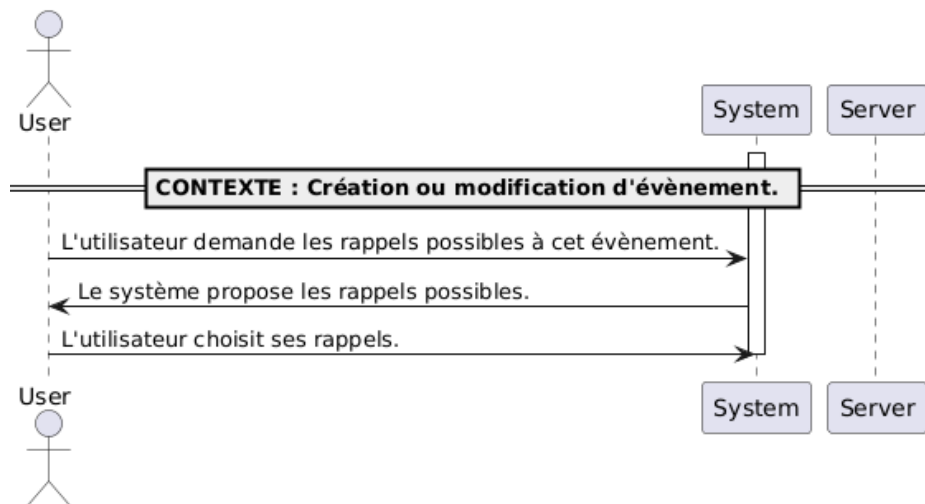 User
System
Server
CONTEXTE : Création ou modification d'évènement.
L'utilisateur demande les rappels possibles à cet évènement.
Le système propose les rappels possibles.
L'utilisateur choisit ses rappels.
User
System
Server